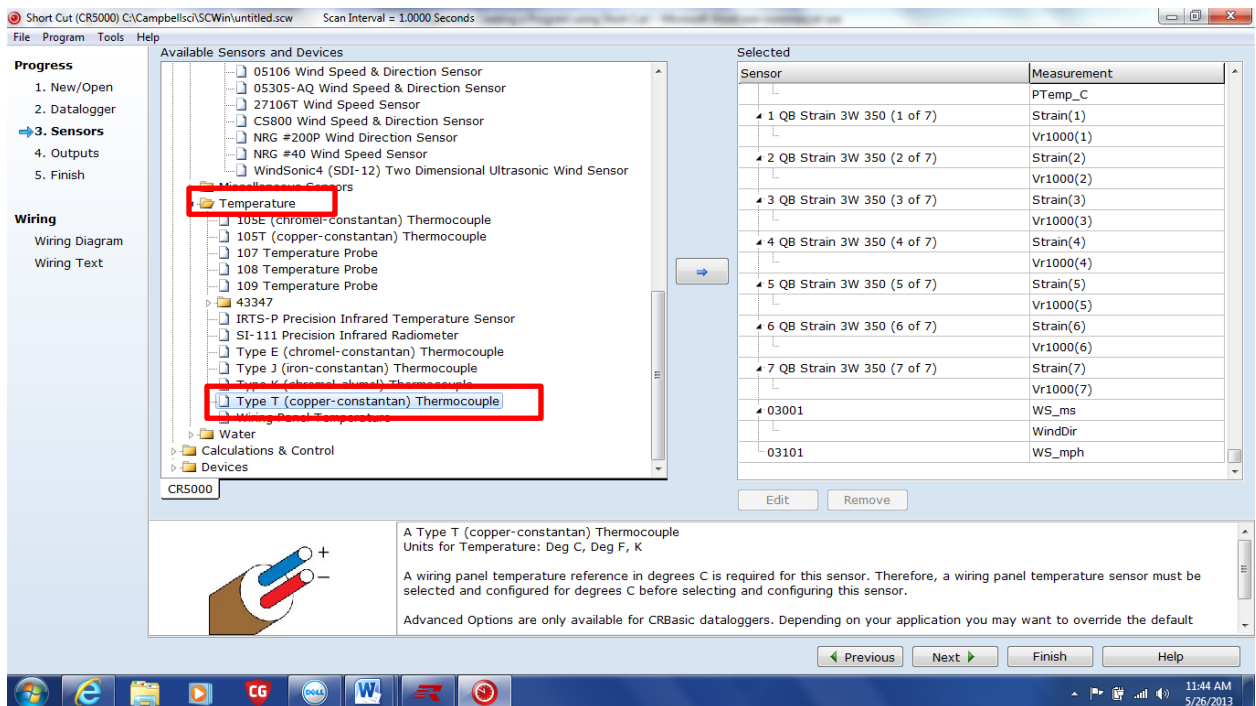 Short Cut (CR5000) C:\Campbellsci\SCWin\untitled.scw Scan Interval = 1.0000 Seconds
File Program Tools Help
Progress
1. New/Open
2. Datalogger
3. Sensors
4. Outputs
5. Finish
Wiring
Wiring Diagram
Wiring Text
Available Sensors and Devices
05106 Wind Speed & Direction Sensor
05305-AQ Wind Speed & Direction Sensor
27106T Wind Speed Sensor
CS800 Wind Speed & Direction Sensor
NRG #200P Wind Direction Sensor
NRG #40 Wind Speed Sensor
WindSonic4 (SDI-12) Two Dimensional Ultrasonic Wind Sensor
Miscellaneous Sensors
Temperature
105E (chromel-constantan) Thermocouple
105T (copper-constantan) Thermocouple
107 Temperature Probe
108 Temperature Probe
109 Temperature Probe
43347
IRTS-P Precision Infrared Temperature Sensor
SI-111 Precision Infrared Radiometer
Type E (chromel-constantan) Thermocouple
Type J (iron-constantan) Thermocouple
Type K (chromel-alumel) Thermocouple
Type T (copper-constantan) Thermocouple
Wiring Panel Temperature
Water
Calculations & Control
Devices
CR5000
Selected
Sensor Measurement
PTemp_C
1 QB Strain 3W 350 (1 of 7) Strain(1)
Vr1000(1)
2 QB Strain 3W 350 (2 of 7) Strain(2)
Vr1000(2)
3 QB Strain 3W 350 (3 of 7) Strain(3)
Vr1000(3)
4 QB Strain 3W 350 (4 of 7) Strain(4)
Vr1000(4)
5 QB Strain 3W 350 (5 of 7) Strain(5)
Vr1000(5)
6 QB Strain 3W 350 (6 of 7) Strain(6)
Vr1000(6)
7 QB Strain 3W 350 (7 of 7) Strain(7)
Vr1000(7)
03001 WS_ms
WindDir
03101 WS_mph
Edit Remove
+
−
A Type T (copper-constantan) Thermocouple
Units for Temperature: Deg C, Deg F, K
A wiring panel temperature reference in degrees C is required for this sensor. Therefore, a wiring panel temperature sensor must be
selected and configured for degrees C before selecting and configuring this sensor.
Advanced Options are only available for CRBasic dataloggers. Depending on your application you may want to override the default
Previous Next Finish Help
CG
DELL
W
11:44 AM
5/26/2013